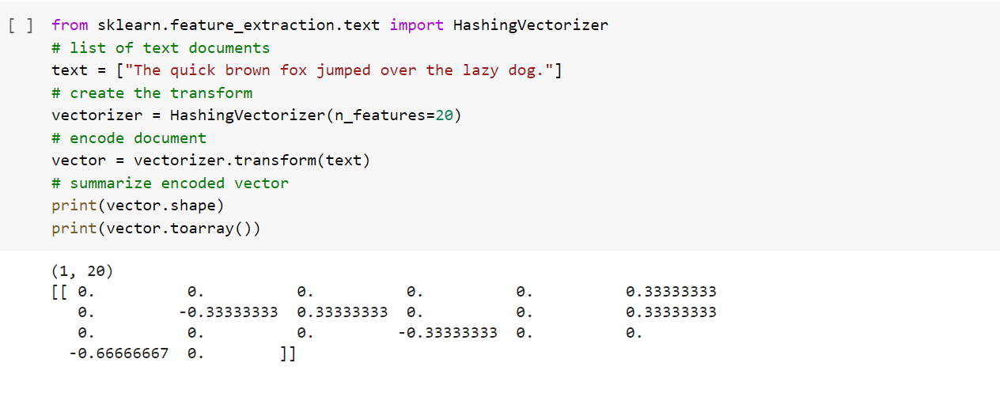 [ ] from sklearn.feature_extraction.text import HashingVectorizer
# list of text documents
text = ["The quick brown fox jumped over the lazy dog."]
# create the transform
vectorizer = HashingVectorizer(n_features=20)
# encode document
vector = vectorizer.transform(text)
# summarize encoded vector
print(vector.shape)
print(vector.toarray())
(1, 20)
[[ 0. 0. 0. 0. 0. 0.33333333
0. -0.33333333 0.33333333 0. 0. 0.33333333
0. 0. 0. -0.33333333 0. 0.
-0.66666667 0. ]]